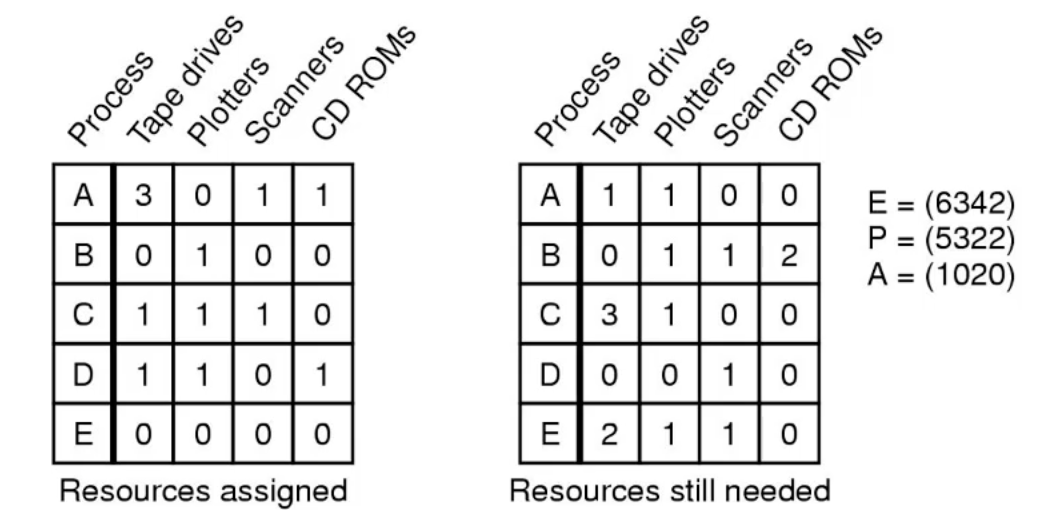 Process Tape drives Plotters Scanners CD ROMs
A 3 0 1 1
B 0 1 0 0
C 1 1 1 0
D 1 1 0 1
E 0 0 0 0
Resources assigned
Process Tape drives Plotters Scanners CD ROMs
A 1 1 0 0
B 0 1 1 2
C 3 1 0 0
D 0 0 1 0
E 2 1 1 0
Resources still needed
E = (6342)
P = (5322)
A = (1020)